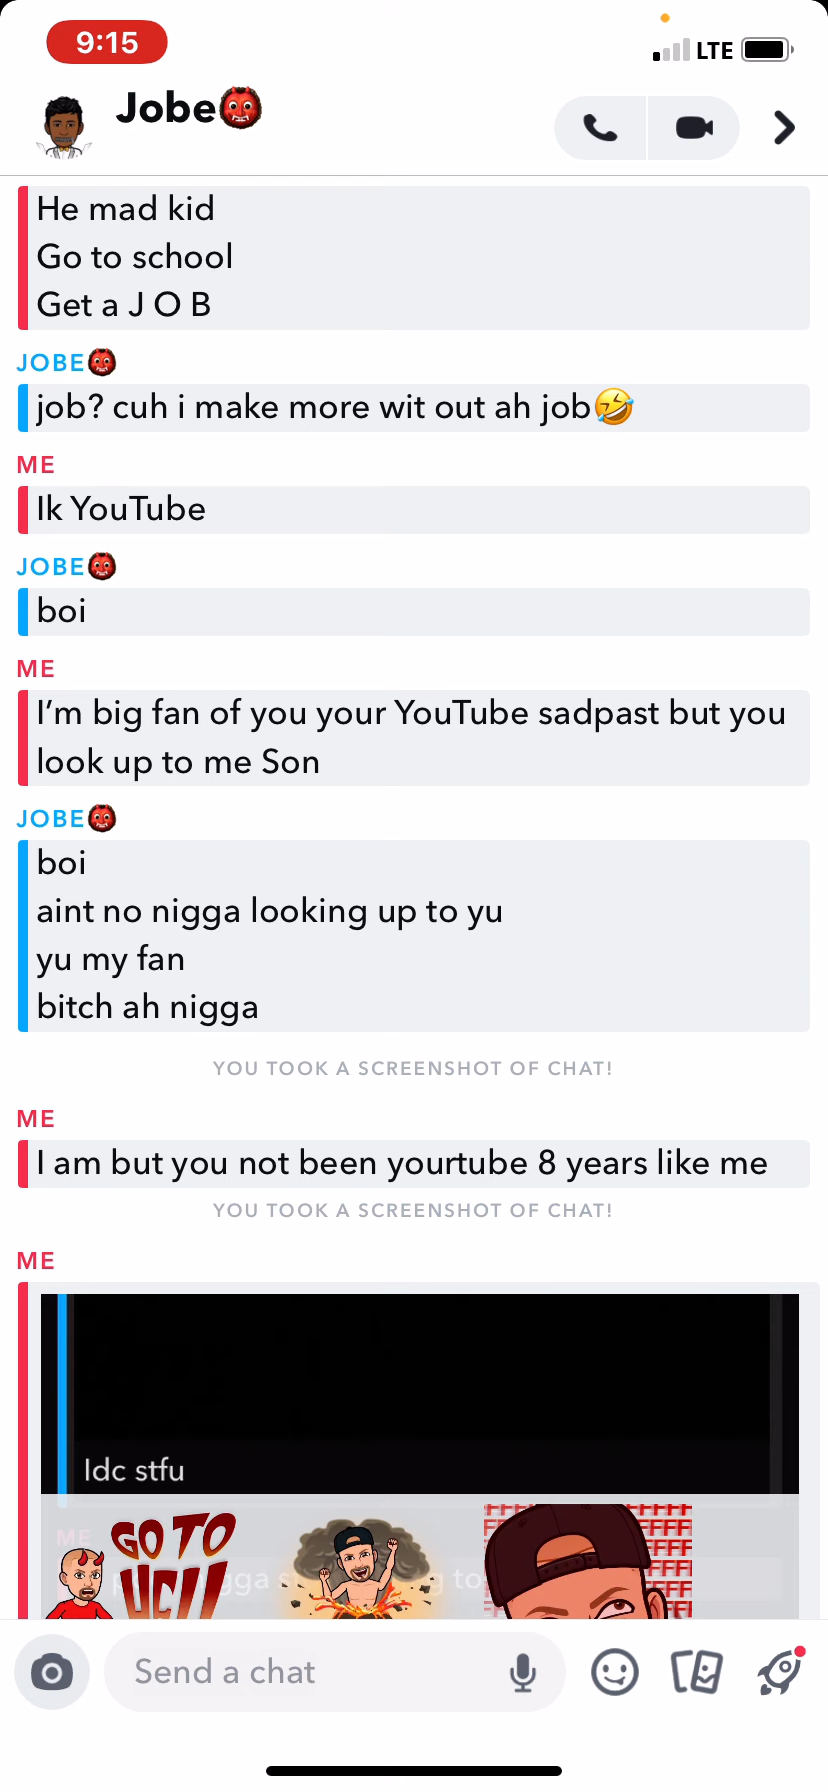 9:15
LTE
Jobe👹
He mad kid
Go to school
Get a J O B
JOBE👹
job? cuh i make more wit out ah job🤣
ME
Ik YouTube
JOBE👹
boi
ME
I'm big fan of you your YouTube sadpast but you
look up to me Son
JOBE👹
boi
aint no nigga looking up to yu
yu my fan
bitch ah nigga
YOU TOOK A SCREENSHOT OF CHAT!
ME
I am but you not been yourtube 8 years like me
YOU TOOK A SCREENSHOT OF CHAT!
ME
Idc stfu
ME
GO TO
HELL
Send a chat